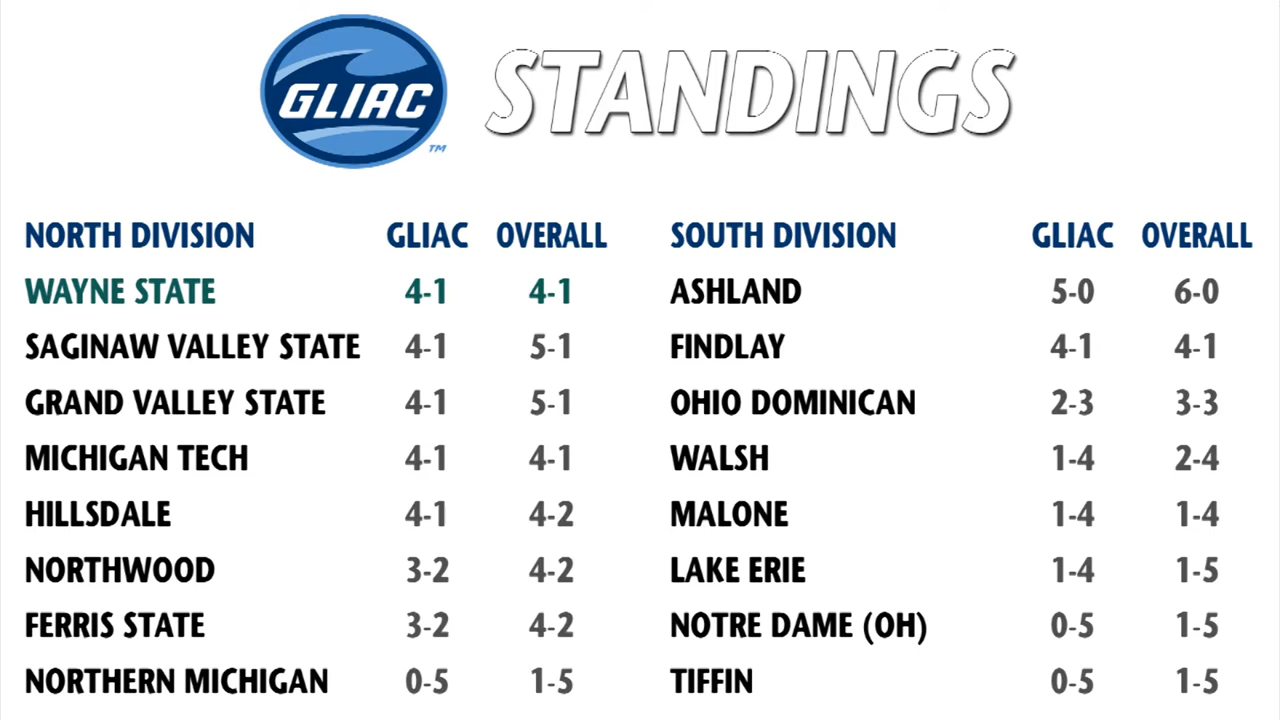 GLIAC
TM
STANDINGS
NORTH DIVISION GLIAC OVERALL
WAYNE STATE 4-1 4-1
SAGINAW VALLEY STATE 4-1 5-1
GRAND VALLEY STATE 4-1 5-1
MICHIGAN TECH 4-1 4-1
HILLSDALE 4-1 4-2
NORTHWOOD 3-2 4-2
FERRIS STATE 3-2 4-2
NORTHERN MICHIGAN 0-5 1-5
SOUTH DIVISION GLIAC OVERALL
ASHLAND 5-0 6-0
FINDLAY 4-1 4-1
OHIO DOMINICAN 2-3 3-3
WALSH 1-4 2-4
MALONE 1-4 1-4
LAKE ERIE 1-4 1-5
NOTRE DAME (OH) 0-5 1-5
TIFFIN 0-5 1-5